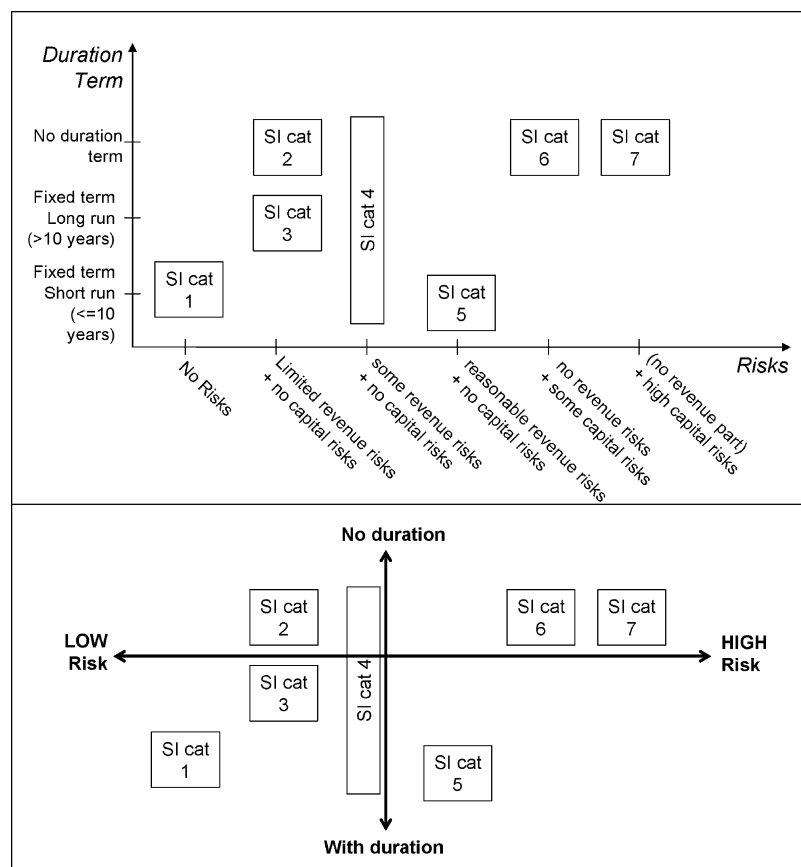 Duration
Term
No duration
term
Fixed term
Long run
(>10 years)
Fixed term
Short run
(<=10
years)
SI cat
1
SI cat
2
SI cat
3
SI cat 4
SI cat
5
SI cat
6
SI cat
7
Risks
No Risks
Limited revenue risks
+ no capital risks
some revenue risks
+ no capital risks
reasonable revenue risks
+ no capital risks
no revenue risks
+ some capital risks
(no revenue part)
+ high capital risks
No duration
LOW
Risk
HIGH
Risk
SI cat
1
SI cat
2
SI cat
3
SI cat 4
SI cat
5
SI cat
6
SI cat
7
With duration